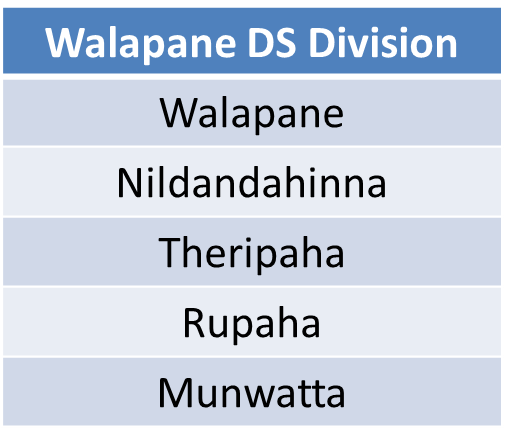 Walapane DS Division
Walapane
Nildandahinna
Theripaha
Rupaha
Munwatta